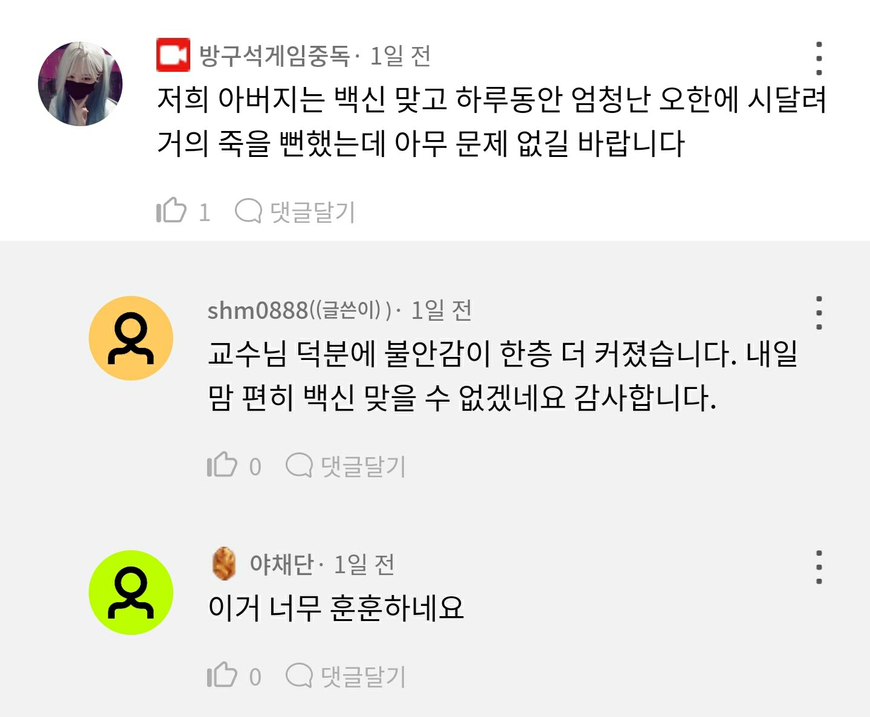 방구석게임중독· 1일 전
저희 아버지는 백신 맞고 하루동안 엄청난 오한에 시달려
거의 죽을 뻔했는데 아무 문제 없길 바랍니다
1 댓글달기
shm0888((글쓴이) )· 1일 전
교수님 덕분에 불안감이 한층 더 커졌습니다. 내일
맘 편히 백신 맞을 수 없겠네요 감사합니다.
0 댓글달기
야채단· 1일 전
이거 너무 훈훈하네요
0 댓글달기